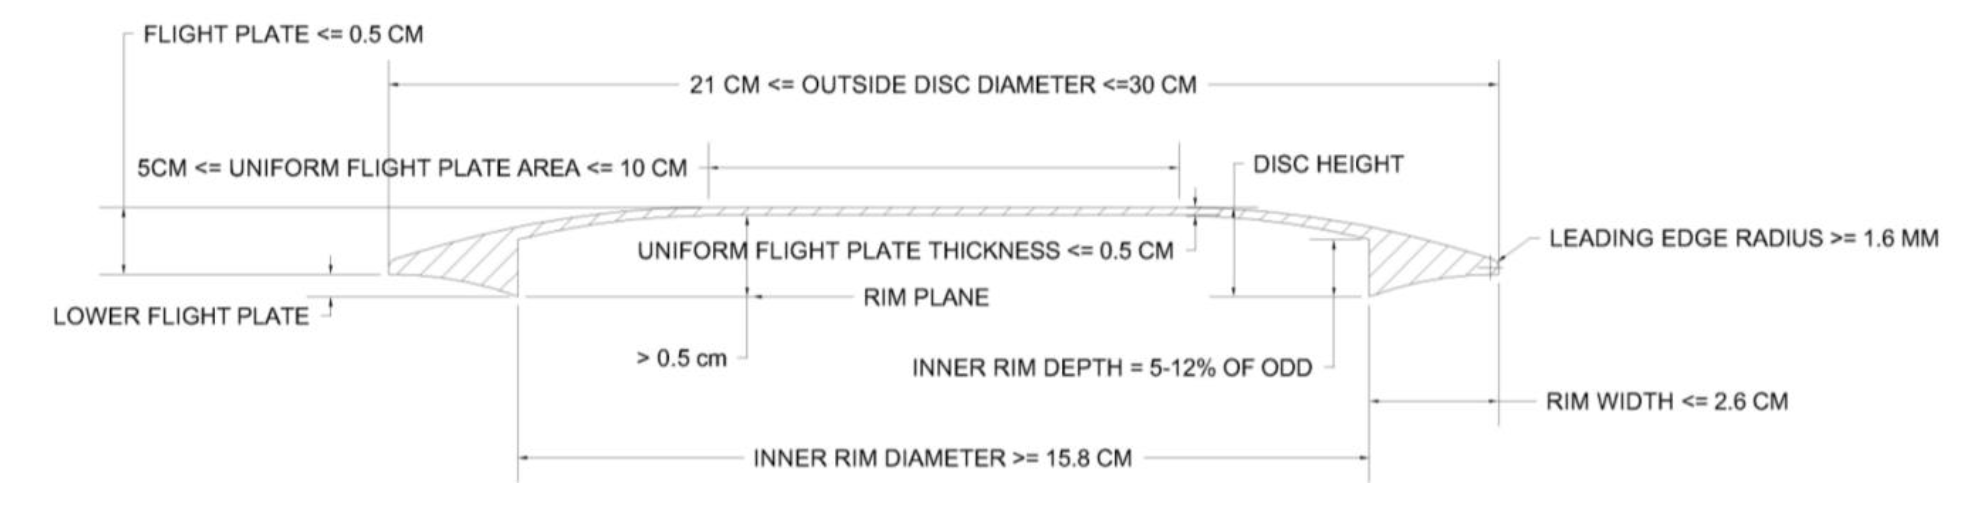 FLIGHT PLATE <= 0.5 CM
21 CM <= OUTSIDE DISC DIAMETER <=30 CM
5CM <= UNIFORM FLIGHT PLATE AREA <= 10 CM
DISC HEIGHT
UNIFORM FLIGHT PLATE THICKNESS <= 0.5 CM
LEADING EDGE RADIUS >= 1.6 MM
RIM PLANE
LOWER FLIGHT PLATE
> 0.5 cm
INNER RIM DEPTH = 5-12% OF ODD
RIM WIDTH <= 2.6 CM
INNER RIM DIAMETER >= 15.8 CM